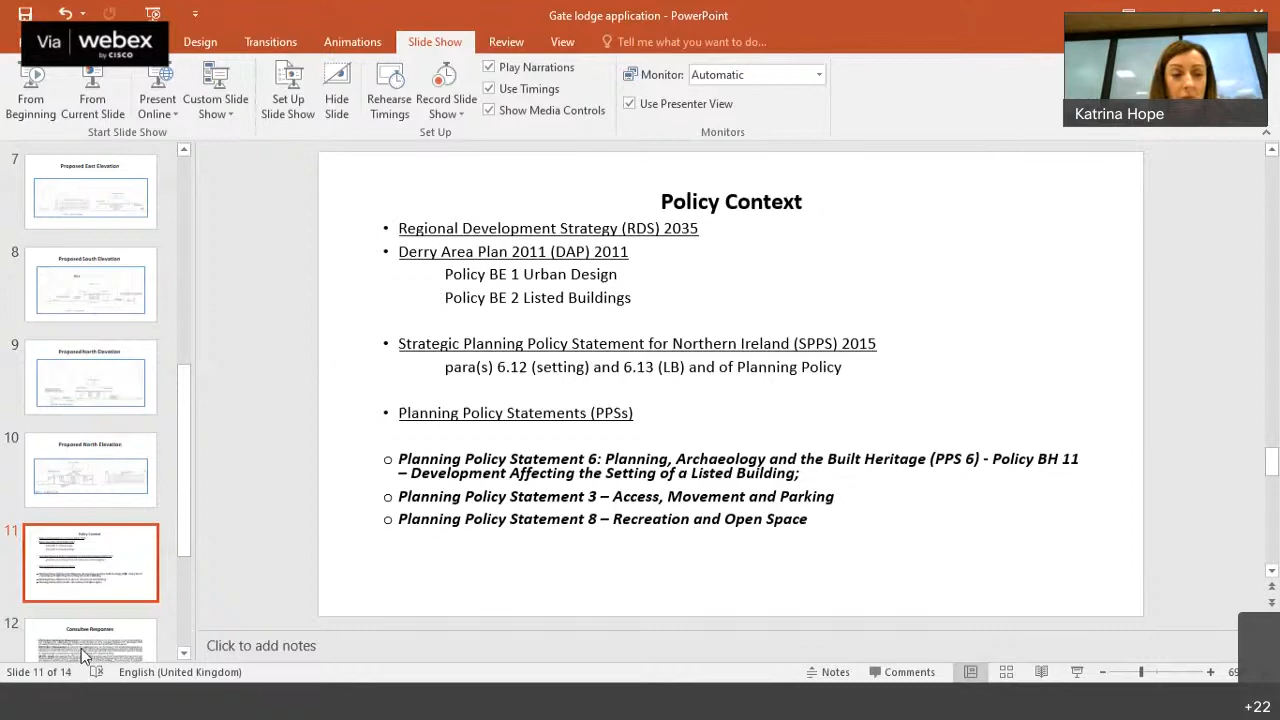 Gate lodge application - PowerPoint
Via webex
by CISCO
Design
Transitions
Animations
Slide Show
Review
View
Tell me what you want to do...
From
Beginning
From
Current Slide
Present
Online
Custom Slide
Show
Start Slide Show
Set Up
Slide Show
Hide
Slide
Rehearse
Timings
Record Slide
Show
Play Narrations
Use Timings
Show Media Controls
Set Up
Monitor: Automatic
Use Presenter View
Monitors
Katrina Hope
7
Proposed East Elevation
8
Proposed South Elevation
9
Proposed North Elevation
10
Proposed North Elevation
11
Policy Context
12
Consultee Responses
Policy Context
• Regional Development Strategy (RDS) 2035
• Derry Area Plan 2011 (DAP) 2011
Policy BE 1 Urban Design
Policy BE 2 Listed Buildings
• Strategic Planning Policy Statement for Northern Ireland (SPPS) 2015
para(s) 6.12 (setting) and 6.13 (LB) and of Planning Policy
• Planning Policy Statements (PPSs)
o Planning Policy Statement 6: Planning, Archaeology and the Built Heritage (PPS 6) - Policy BH 11
– Development Affecting the Setting of a Listed Building;
o Planning Policy Statement 3 – Access, Movement and Parking
o Planning Policy Statement 8 – Recreation and Open Space
Click to add notes
Slide 11 of 14
English (United Kingdom)
Notes
Comments
+22